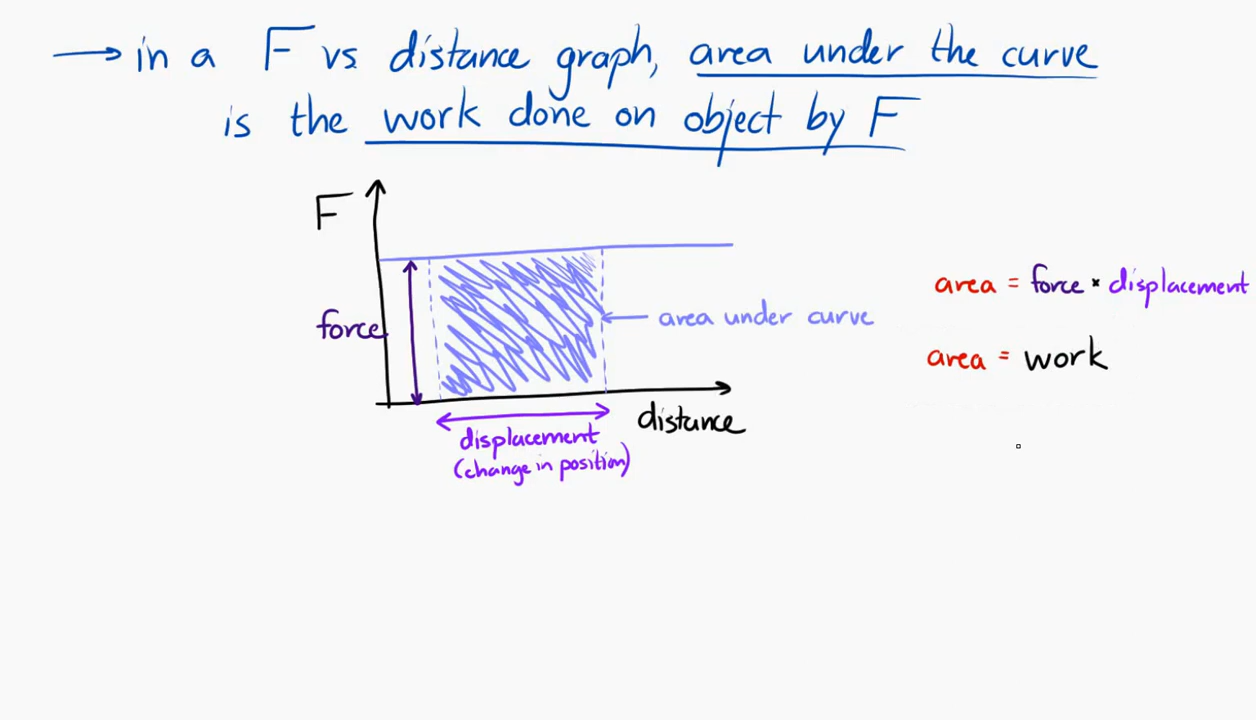 → in a F vs distance graph, area under the curve
is the work done on object by F
F
force
area under curve
distance
displacement
(change in position)
area = force × displacement
area = work